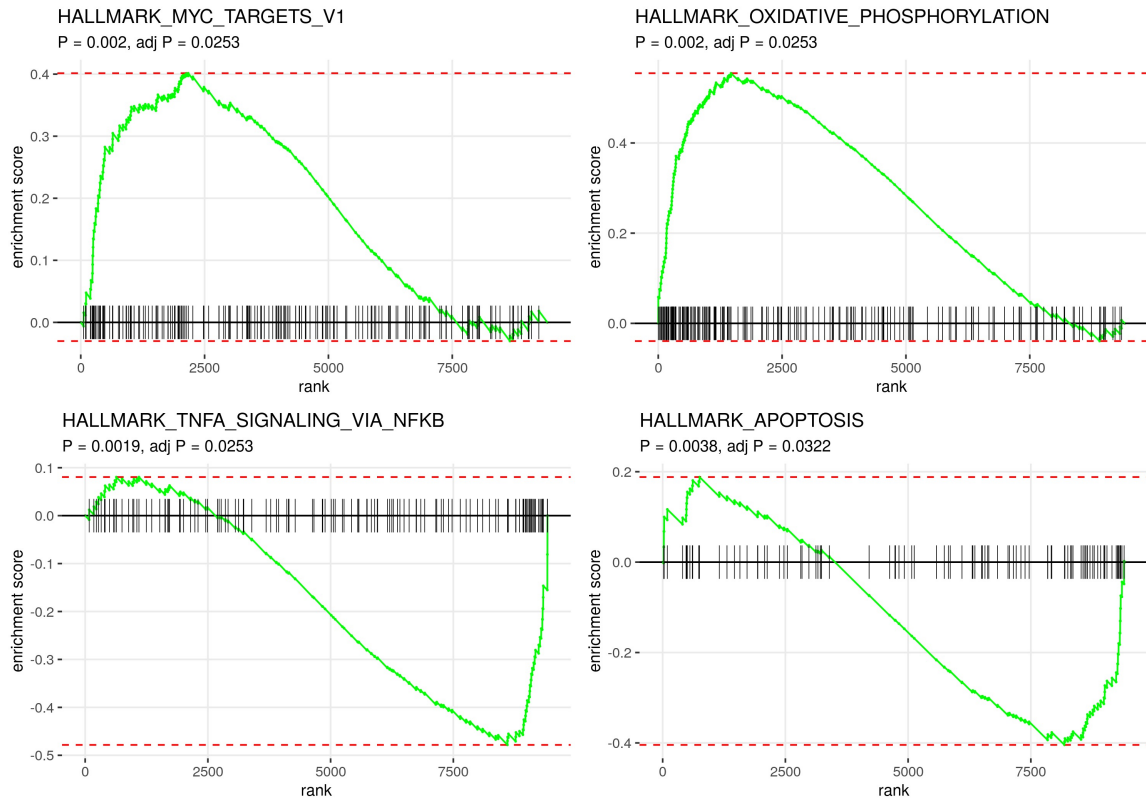 HALLMARK_MYC_TARGETS_V1
P = 0.002, adj P = 0.0253
enrichment score
0.4
0.3
0.2
0.1
0.0
0
2500
5000
7500
rank
HALLMARK_OXIDATIVE_PHOSPHORYLATION
P = 0.002, adj P = 0.0253
enrichment score
0.4
0.2
0.0
0
2500
5000
7500
rank
HALLMARK_TNFA_SIGNALING_VIA_NFKB
P = 0.0019, adj P = 0.0253
enrichment score
0.1
0.0
-0.1
-0.2
-0.3
-0.4
-0.5
0
2500
5000
7500
rank
HALLMARK_APOPTOSIS
P = 0.0038, adj P = 0.0322
enrichment score
0.2
0.0
-0.2
-0.4
0
2500
5000
7500
rank